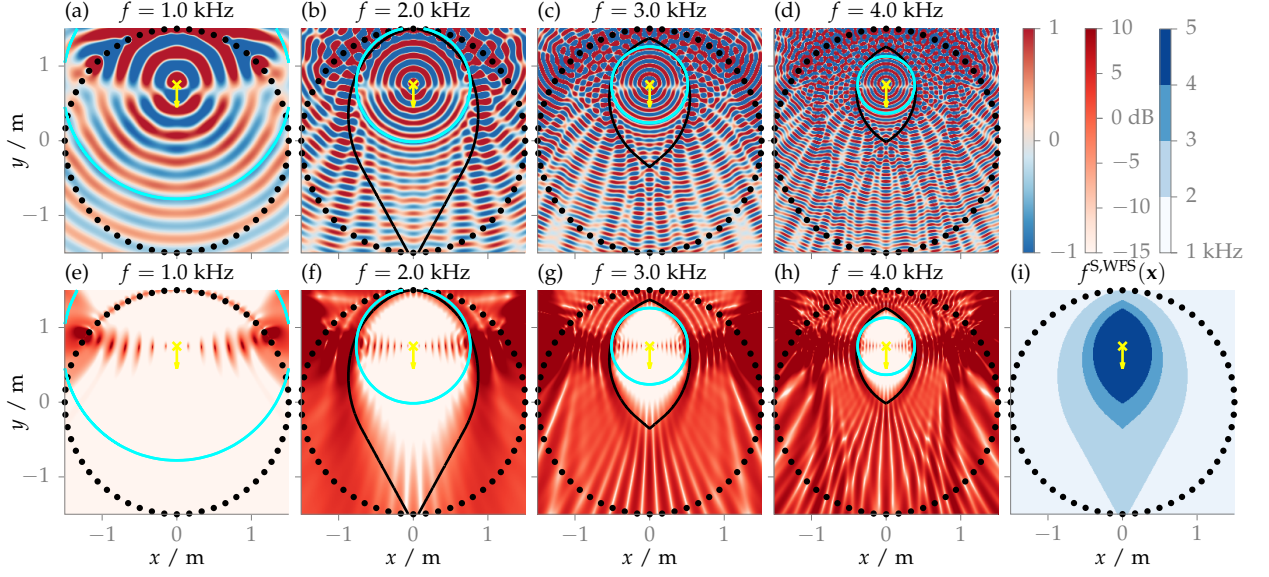 (a) f = 1.0 kHz
(b) f = 2.0 kHz
(c) f = 3.0 kHz
(d) f = 4.0 kHz
y / m
1
0
−1
1
0
−1
10
5
0 dB
−5
−10
−15
5
4
3
2
1 kHz
(e) f = 1.0 kHz
(f) f = 2.0 kHz
(g) f = 3.0 kHz
(h) f = 4.0 kHz
(i) f^S,WFS(x)
y / m
1
0
−1
−1 0 1
x / m
−1 0 1
x / m
−1 0 1
x / m
−1 0 1
x / m
−1 0 1
x / m